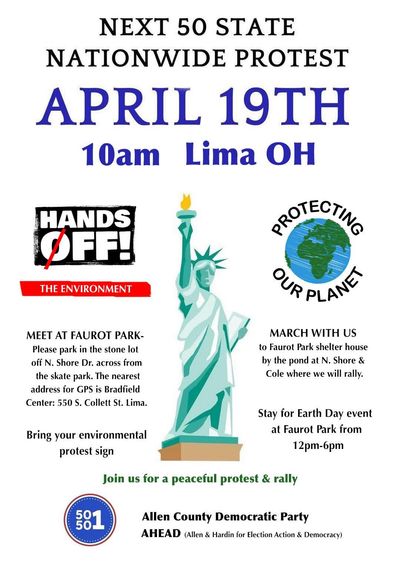 NEXT 50 STATE
NATIONWIDE PROTEST
APRIL 19TH
10am Lima OH
HANDS
OFF!
THE ENVIRONMENT
PROTECTING
OUR PLANET
MEET AT FAUROT PARK-
Please park in the stone lot
off N. Shore Dr. across from
the skate park. The nearest
address for GPS is Bradfield
Center: 550 S. Collett St. Lima.
Bring your environmental
protest sign
MARCH WITH US
to Faurot Park shelter house
by the pond at N. Shore &
Cole where we will rally.
Stay for Earth Day event
at Faurot Park from
12pm-6pm
Join us for a peaceful protest & rally
50
50
1
Allen County Democratic Party
AHEAD (Allen & Hardin for Election Action & Democracy)